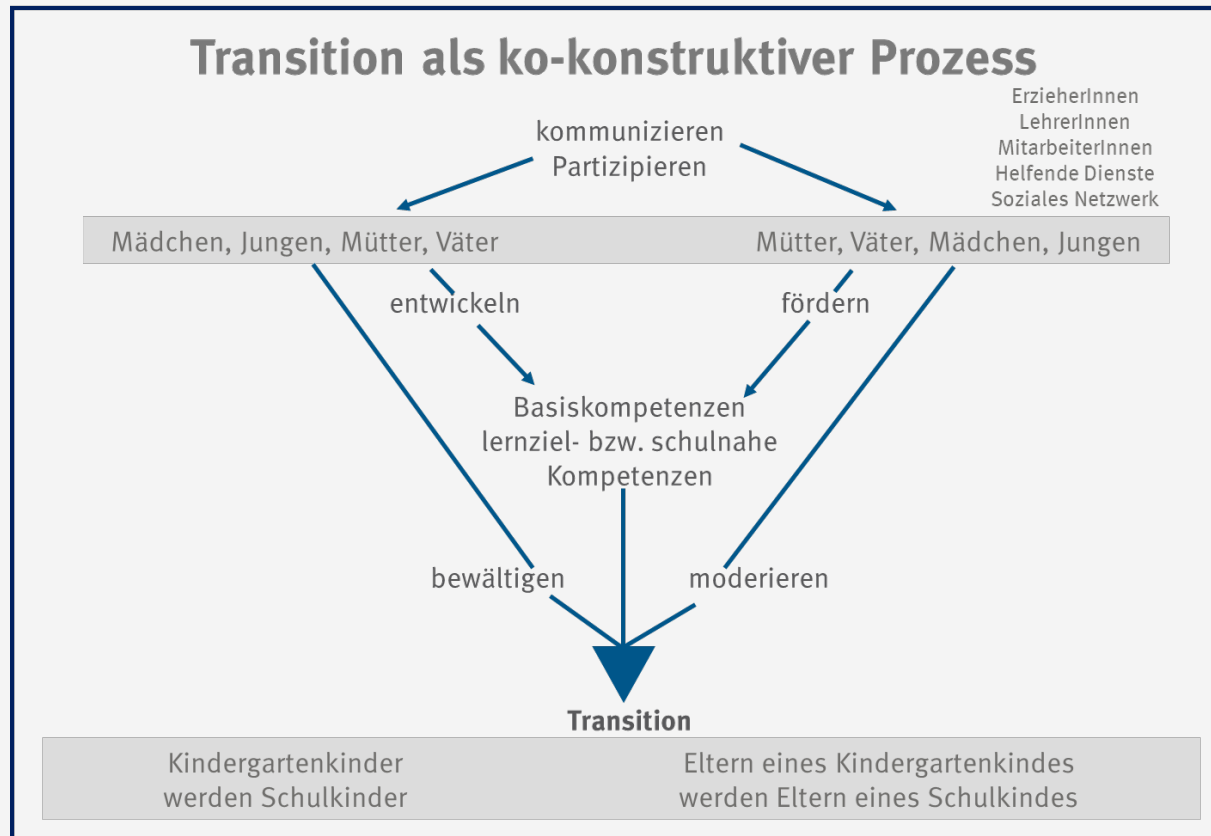 Transition als ko-konstruktiver Prozess
ErzieherInnen
LehrerInnen
MitarbeiterInnen
Helfende Dienste
Soziales Netzwerk
kommunizieren
Partizipieren
Mädchen, Jungen, Mütter, Väter
Mütter, Väter, Mädchen, Jungen
entwickeln
fördern
Basiskompetenzen
lernziel- bzw. schulnahe
Kompetenzen
bewältigen
moderieren
Transition
Kindergartenkinder
werden Schulkinder
Eltern eines Kindergartenkindes
werden Eltern eines Schulkindes